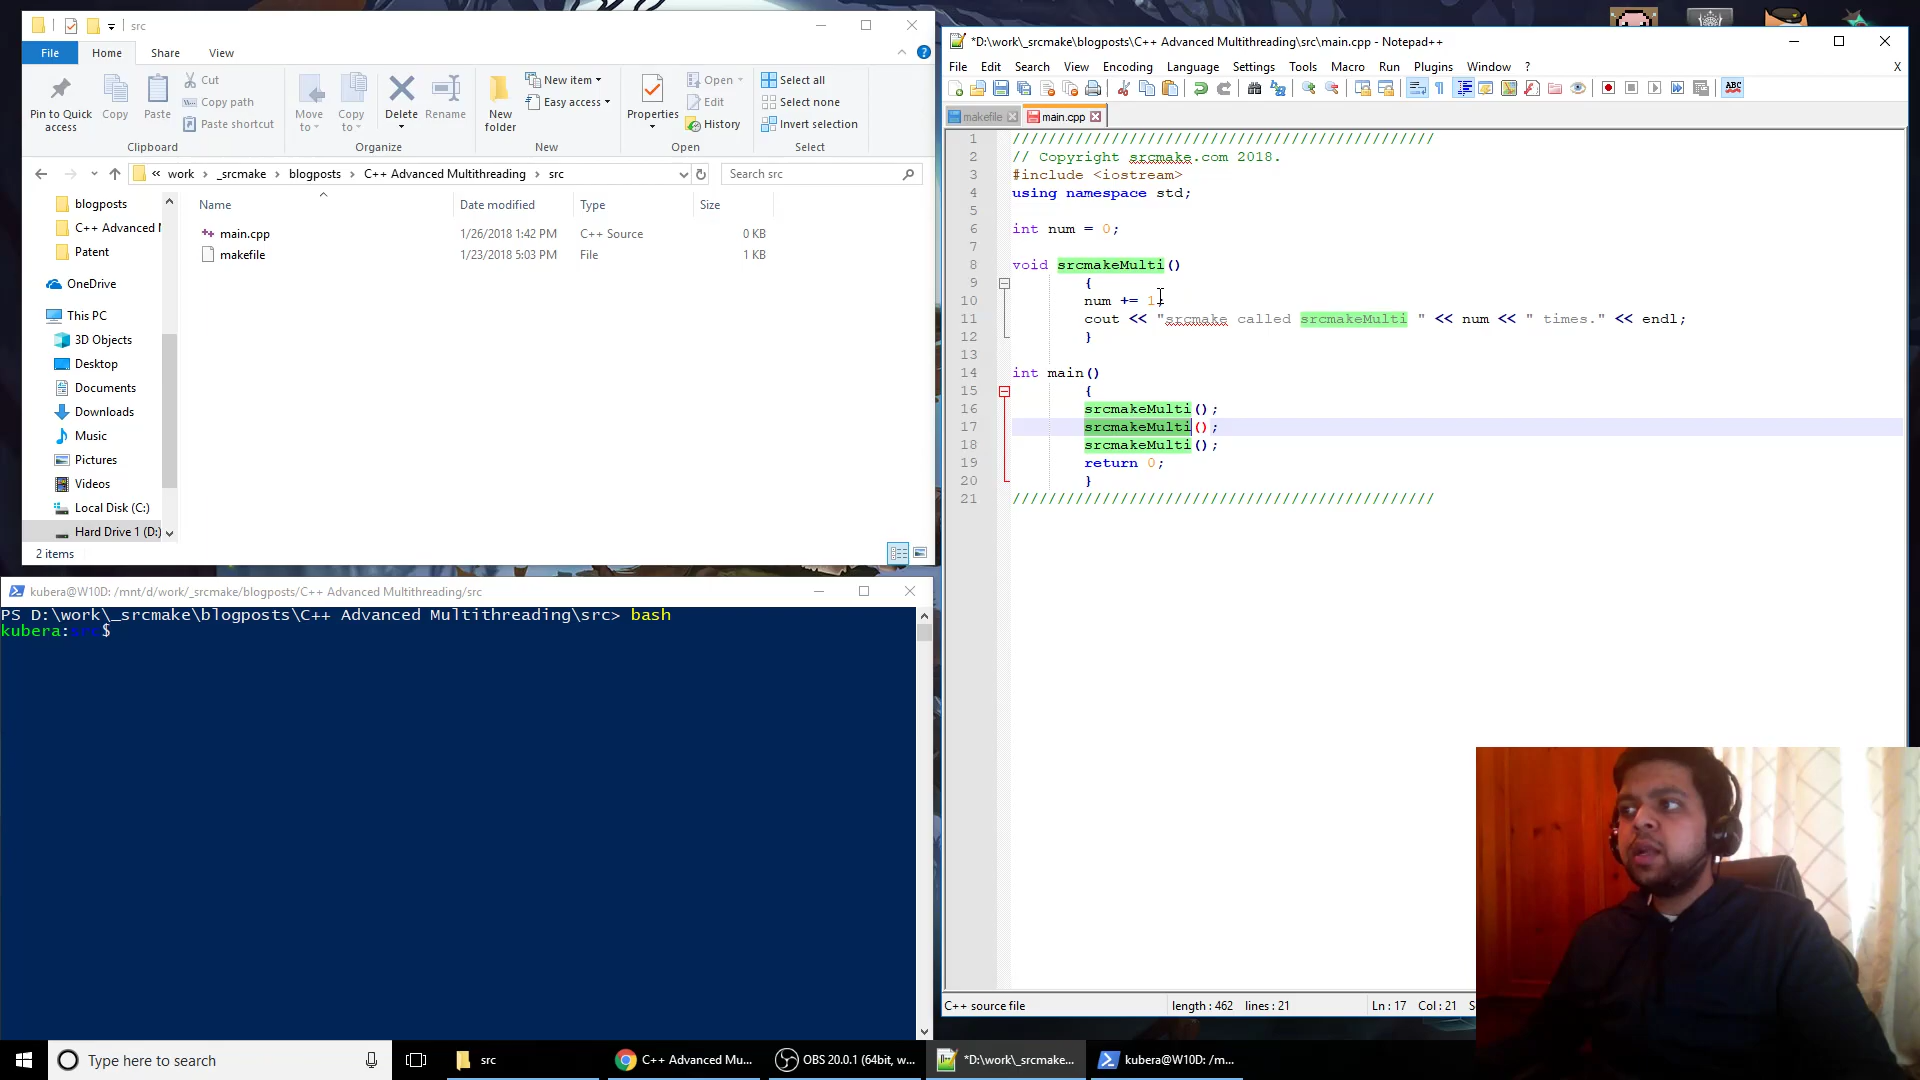 src
File Home Share View
Pin to Quick access
Copy
Paste
Cut
Copy path
Paste shortcut
Clipboard
Move to
Copy to
Delete
Rename
Organize
New folder
New item
Easy access
New
Properties
Open
Edit
History
Open
Select all
Select none
Invert selection
Select
« work › _srcmake › blogposts › C++ Advanced Multithreading › src
Search src
blogposts
C++ Advanced
Patent
OneDrive
This PC
3D Objects
Desktop
Documents
Downloads
Music
Pictures
Videos
Local Disk (C:)
Hard Drive 1 (D:)
Name Date modified Type Size
main.cpp 1/26/2018 1:42 PM C++ Source 0 KB
makefile 1/23/2018 5:03 PM File 1 KB
2 items
kubera@W10D: /mnt/d/work/_srcmake/blogposts/C++ Advanced Multithreading/src
PS D:\work\_srcmake\blogposts\C++ Advanced Multithreading\src> bash
kubera:src$
*D:\work\_srcmake\blogposts\C++ Advanced Multithreading\src\main.cpp - Notepad++
File Edit Search View Encoding Language Settings Tools Macro Run Plugins Window ? X
ABC
makefile main.cpp
1 ///////////////////////////////////////////////
2 // Copyright srcmake.com 2018.
3 #include <iostream>
4 using namespace std;
5
6 int num = 0;
7
8 void srcmakeMulti()
9 {
10 num += 1;
11 cout << "srcmake called srcmakeMulti " << num << " times." << endl;
12 }
13
14 int main()
15 {
16 srcmakeMulti();
17 srcmakeMulti();
18 srcmakeMulti();
19 return 0;
20 }
21 ///////////////////////////////////////////////
C++ source file length : 462 lines : 21 Ln : 17 Col : 21 S
Type here to search
src
C++ Advanced Mu...
OBS 20.0.1 (64bit, w...
*D:\work\_srcmake...
kubera@W10D: /m...